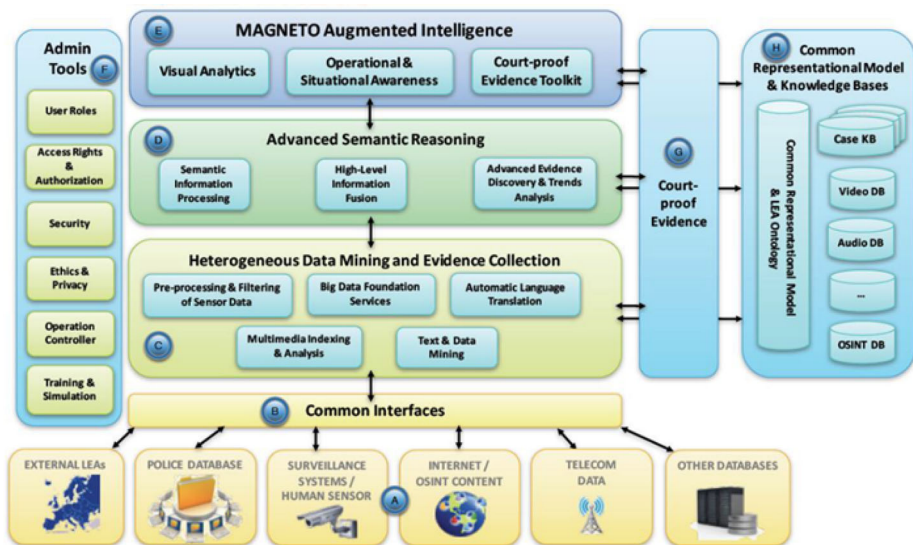 Admin
Tools
F
User Roles
Access Rights
&
Authorization
Security
Ethics &
Privacy
Operation
Controller
Training &
Simulation
E
MAGNETO Augmented Intelligence
Visual Analytics
Operational &
Situational Awareness
Court-proof
Evidence Toolkit
D
Advanced Semantic Reasoning
Semantic
Information
Processing
High-Level
Information
Fusion
Advanced Evidence
Discovery & Trends
Analysis
Heterogeneous Data Mining and Evidence Collection
Pre-processing & Filtering
of Sensor Data
Big Data Foundation
Services
Automatic Language
Translation
C
Multimedia Indexing
& Analysis
Text & Data
Mining
B
Common Interfaces
G
Court-
proof
Evidence
H
Common
Representational Model
& Knowledge Bases
Common Representational Model
& LEA Ontology
Case KB
Video DB
Audio DB
...
OSINT DB
EXTERNAL LEAs
POLICE DATABASE
SURVEILLANCE
SYSTEMS /
HUMAN SENSOR
A
INTERNET /
OSINT CONTENT
TELECOM
DATA
OTHER DATABASES